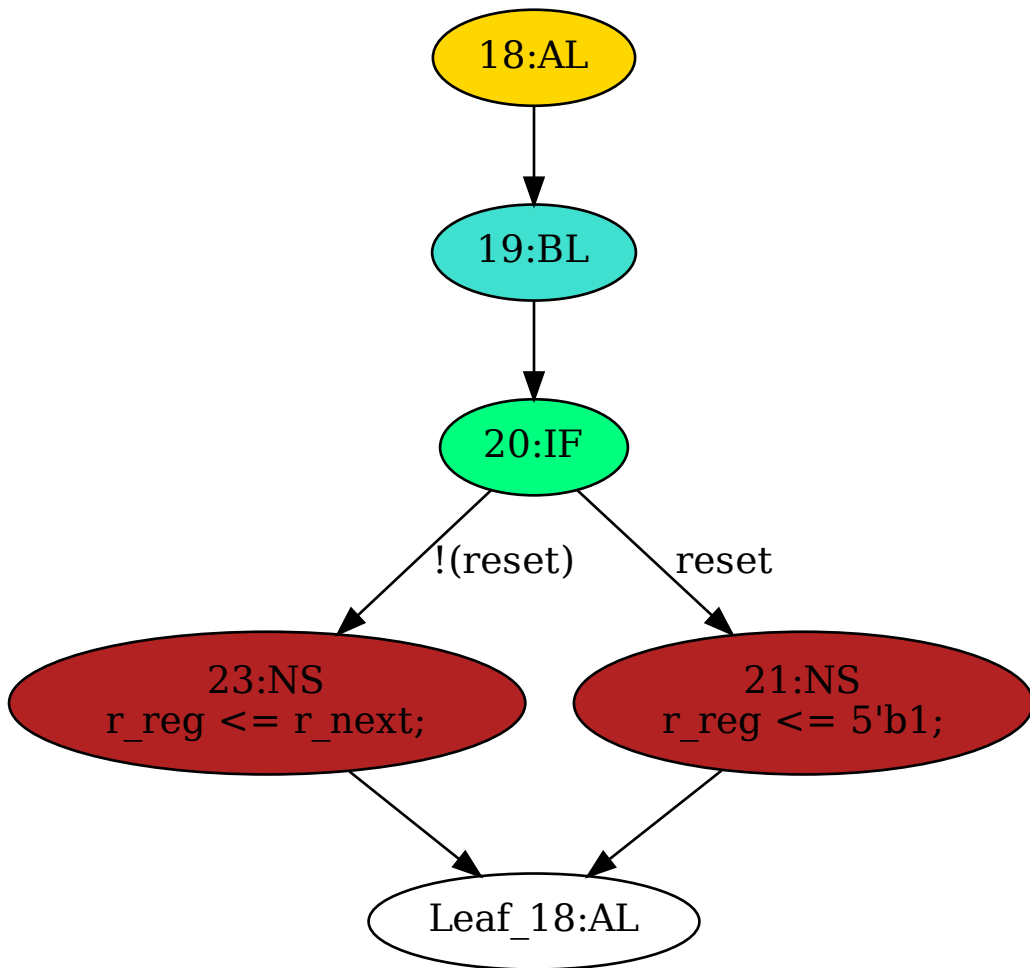 18:AL
19:BL
20:IF
!(reset)
reset
23:NS
r_reg <= r_next;
21:NS
r_reg <= 5'b1;
Leaf_18:AL